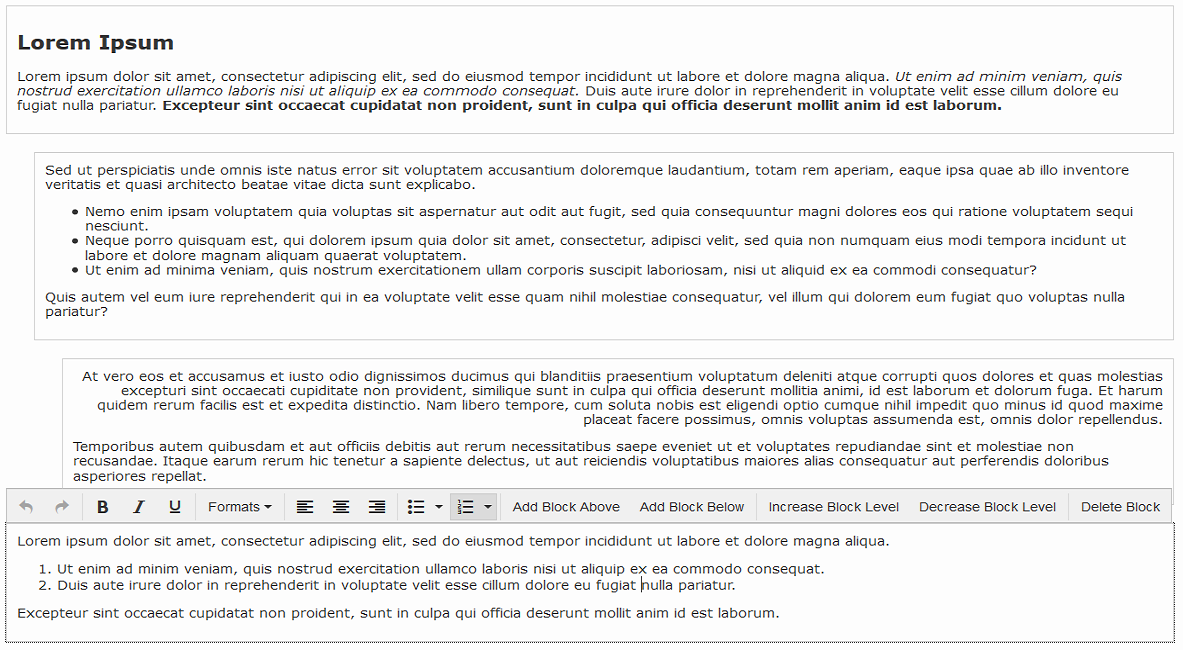 Lorem Ipsum
Lorem ipsum dolor sit amet, consectetur adipiscing elit, sed do eiusmod tempor incididunt ut labore et dolore magna aliqua. Ut enim ad minim veniam, quis
nostrud exercitation ullamco laboris nisi ut aliquip ex ea commodo consequat. Duis aute irure dolor in reprehenderit in voluptate velit esse cillum dolore eu
fugiat nulla pariatur. Excepteur sint occaecat cupidatat non proident, sunt in culpa qui officia deserunt mollit anim id est laborum.
Sed ut perspiciatis unde omnis iste natus error sit voluptatem accusantium doloremque laudantium, totam rem aperiam, eaque ipsa quae ab illo inventore
veritatis et quasi architecto beatae vitae dicta sunt explicabo.
• Nemo enim ipsam voluptatem quia voluptas sit aspernatur aut odit aut fugit, sed quia consequuntur magni dolores eos qui ratione voluptatem sequi
nesciunt.
• Neque porro quisquam est, qui dolorem ipsum quia dolor sit amet, consectetur, adipisci velit, sed quia non numquam eius modi tempora incidunt ut
labore et dolore magnam aliquam quaerat voluptatem.
• Ut enim ad minima veniam, quis nostrum exercitationem ullam corporis suscipit laboriosam, nisi ut aliquid ex ea commodi consequatur?
Quis autem vel eum iure reprehenderit qui in ea voluptate velit esse quam nihil molestiae consequatur, vel illum qui dolorem eum fugiat quo voluptas nulla
pariatur?
At vero eos et accusamus et iusto odio dignissimos ducimus qui blanditiis praesentium voluptatum deleniti atque corrupti quos dolores et quas molestias
excepturi sint occaecati cupiditate non provident, similique sunt in culpa qui officia deserunt mollitia animi, id est laborum et dolorum fuga. Et harum
quidem rerum facilis est et expedita distinctio. Nam libero tempore, cum soluta nobis est eligendi optio cumque nihil impedit quo minus id quod maxime
placeat facere possimus, omnis voluptas assumenda est, omnis dolor repellendus.
Temporibus autem quibusdam et aut officiis debitis aut rerum necessitatibus saepe eveniet ut et voluptates repudiandae sint et molestiae non
recusandae. Itaque earum rerum hic tenetur a sapiente delectus, ut aut reiciendis voluptatibus maiores alias consequatur aut perferendis doloribus
asperiores repellat.
B I U Formats Add Block Above Add Block Below Increase Block Level Decrease Block Level Delete Block
Lorem ipsum dolor sit amet, consectetur adipiscing elit, sed do eiusmod tempor incididunt ut labore et dolore magna aliqua.
1. Ut enim ad minim veniam, quis nostrud exercitation ullamco laboris nisi ut aliquip ex ea commodo consequat.
2. Duis aute irure dolor in reprehenderit in voluptate velit esse cillum dolore eu fugiat nulla pariatur.
Excepteur sint occaecat cupidatat non proident, sunt in culpa qui officia deserunt mollit anim id est laborum.